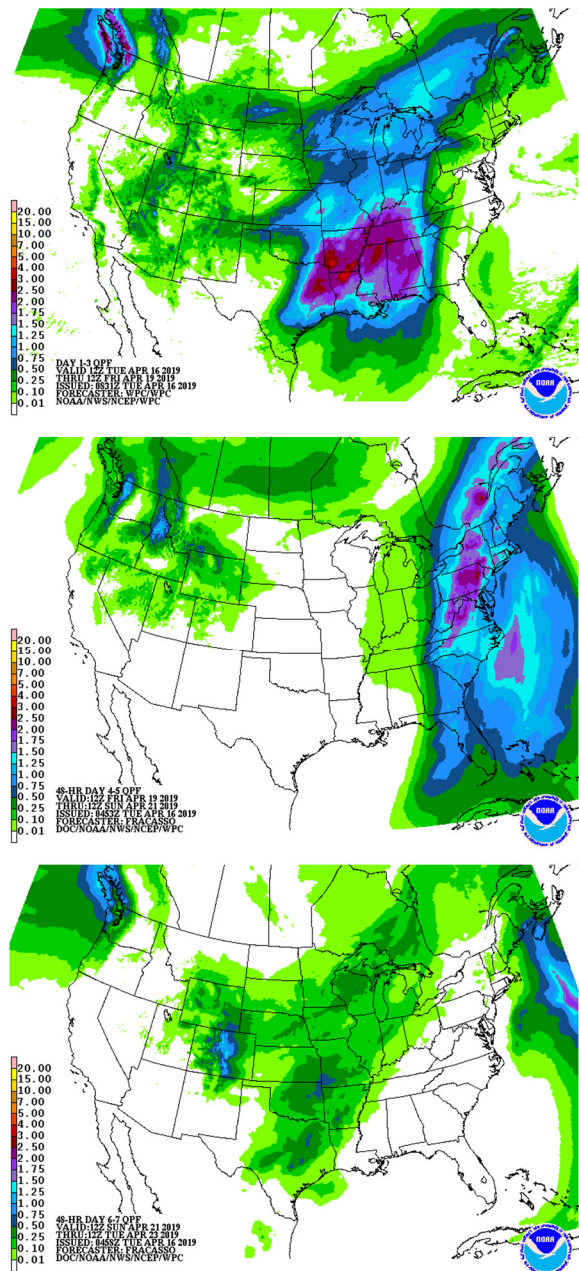 20.00
15.00
10.00
7.00
5.00
4.00
3.00
2.50
2.00
1.75
1.50
1.25
1.00
0.75
0.50
0.25
0.10
0.01
DAY 1-3 QPF
VALID 12Z TUE APR 16 2019
THRU 12Z FRI APR 19 2019
ISSUED: 0831Z TUE APR 16 2019
FORECASTER: WPC/WPC
NOAA/NWS/NCEP/WPC
NOAA
20.00
15.00
10.00
7.00
5.00
4.00
3.00
2.50
2.00
1.75
1.50
1.25
1.00
0.75
0.50
0.25
0.10
0.01
48-HR DAY 4-5 QPF
VALID:12Z FRI APR 19 2019
THRU:12Z SUN APR 21 2019
ISSUED: 0453Z TUE APR 16 2019
FORECASTER: FRACASSO
DOC/NOAA/NWS/NCEP/WPC
NOAA
20.00
15.00
10.00
7.00
5.00
4.00
3.00
2.50
2.00
1.75
1.50
1.25
1.00
0.75
0.50
0.25
0.10
0.01
48-HR DAY 6-7 QPF
VALID:12Z SUN APR 21 2019
THRU:12Z TUE APR 23 2019
ISSUED: 0458Z TUE APR 16 2019
FORECASTER: FRACASSO
DOC/NOAA/NWS/NCEP/WPC
NOAA